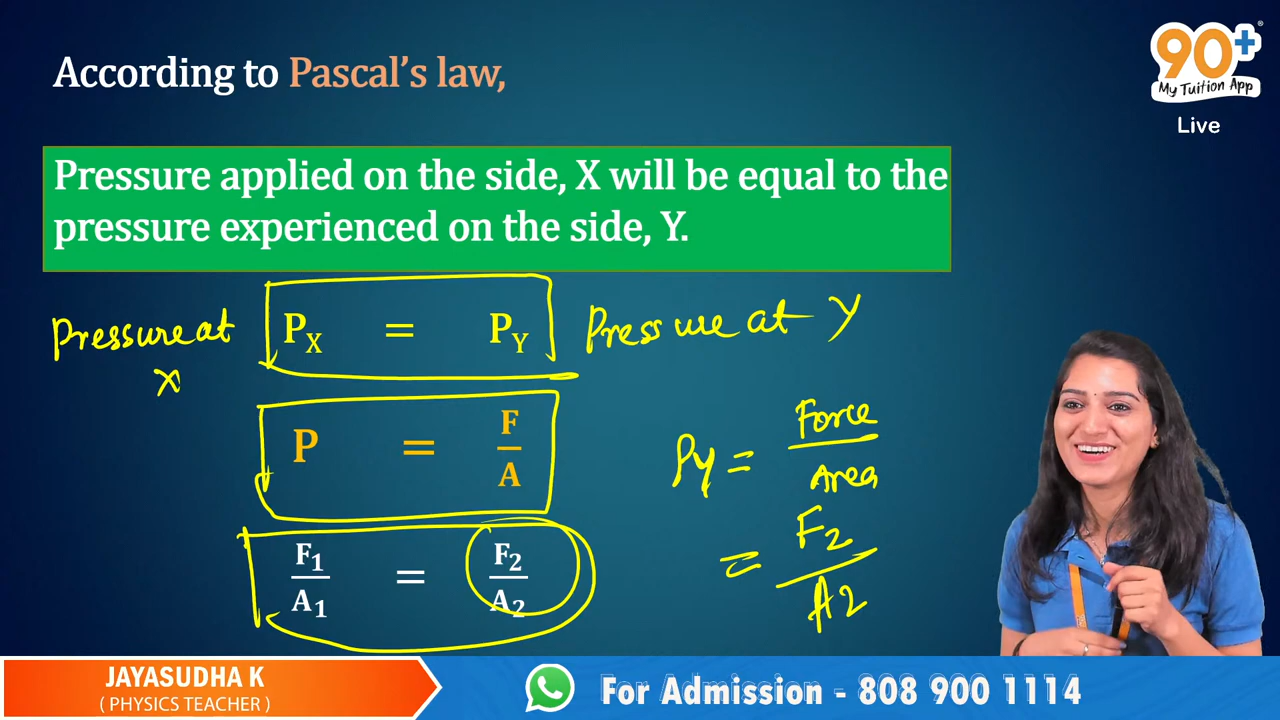 According to Pascal's law,
90+
My Tuition App
Live
Pressure applied on the side, X will be equal to the
pressure experienced on the side, Y.
Pressure at
X
P_X = P_Y
Pressure at Y
P = F/A
F₁/A₁ = F₂/A₂
Py = Force/Area
= F2/A2
JAYASUDHA K
( PHYSICS TEACHER )
For Admission - 808 900 1114